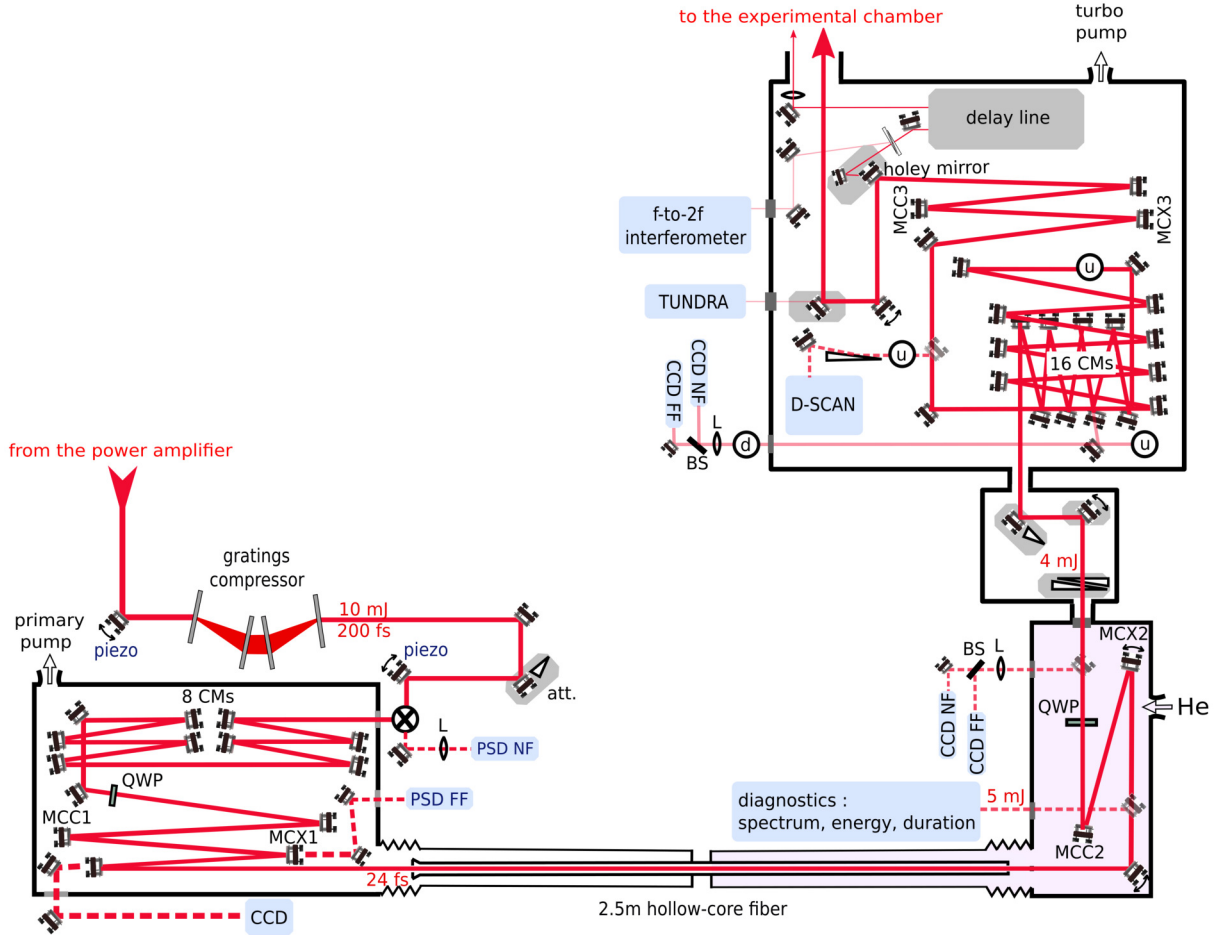 to the experimental chamber
turbo
pump
delay line
holey mirror
MCC3
MCX3
f-to-2f
interferometer
u
TUNDRA
16 CMs
u
CCD FF
CCD NF
D-SCAN
L
d
BS
u
from the power amplifier
gratings
compressor
10 mJ
200 fs
4 mJ
primary
pump
piezo
piezo
att.
8 CMs
L
PSD NF
QWP
PSD FF
MCC1
MCX1
24 fs
CCD
2.5m hollow-core fiber
BS
L
CCD NF
CCD FF
MCX2
QWP
He
5 mJ
diagnostics :
spectrum, energy, duration
MCC2